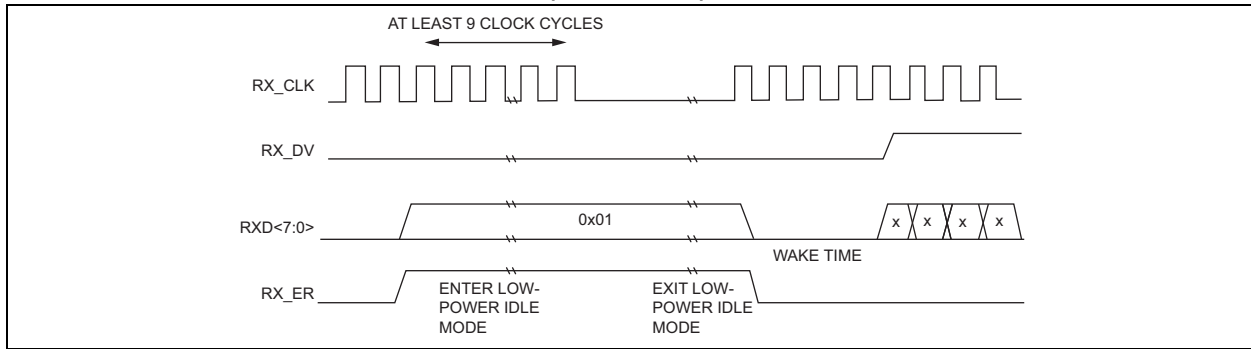 AT LEAST 9 CLOCK CYCLES
RX_CLK
RX_DV
RXD<7:0>
0x01
x x x x
WAKE TIME
RX_ER
ENTER LOW-
POWER IDLE
MODE
EXIT LOW-
POWER IDLE
MODE